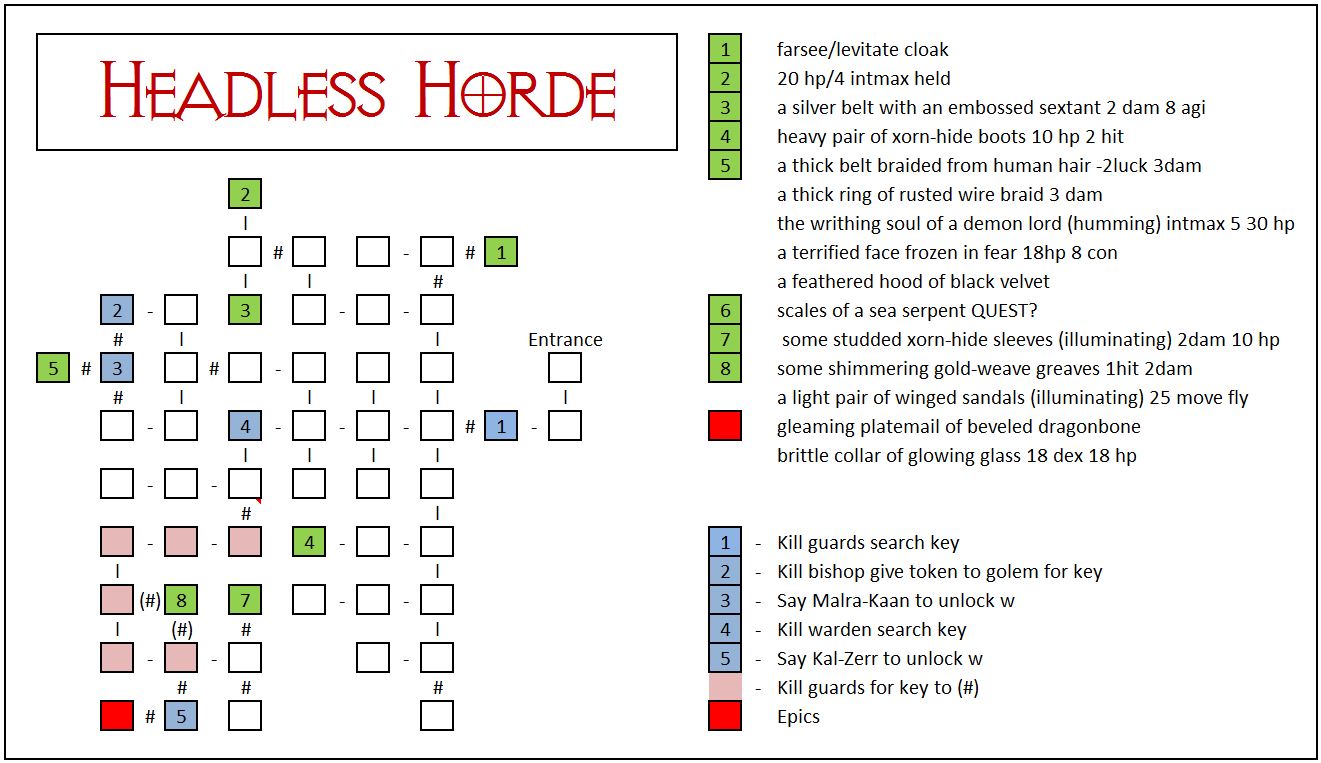 HEADLESS HORDE
1 farsee/levitate cloak
2 20 hp/4 intmax held
3 a silver belt with an embossed sextant 2 dam 8 agi
4 heavy pair of xorn-hide boots 10 hp 2 hit
5 a thick belt braided from human hair -2luck 3dam
a thick ring of rusted wire braid 3 dam
the writhing soul of a demon lord (humming) intmax 5 30 hp
a terrified face frozen in fear 18hp 8 con
a feathered hood of black velvet
6 scales of a sea serpent QUEST?
7 some studded xorn-hide sleeves (illuminating) 2dam 10 hp
8 some shimmering gold-weave greaves 1hit 2dam
a light pair of winged sandals (illuminating) 25 move fly
gleaming platemail of beveled dragonbone
brittle collar of glowing glass 18 dex 18 hp
1 - Kill guards search key
2 - Kill bishop give token to golem for key
3 - Say Malra-Kaan to unlock w
4 - Kill warden search key
5 - Say Kal-Zerr to unlock w
- Kill guards for key to (#)
Epics
2
I
# - # 1
I I #
2 - 3 - -
# I I Entrance
5 # 3 # -
# I I I I I
- 4 - - - # 1 -
I I I I
- -
# I
- - 4 - -
I I
(#) 8 7 - -
I (#) # I
- - -
# # #
# 5